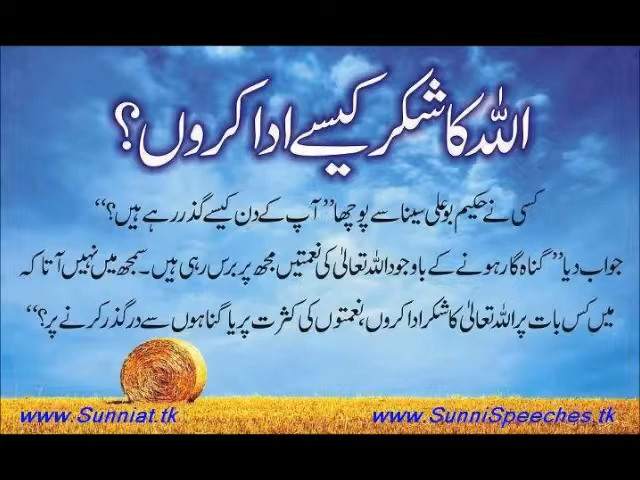 اللہ کا شکر کیسے ادا کروں؟
کسی نے حکیم بو علی سینا سے پوچھا ”آپ کے دن کیسے گذر رہے ہیں؟“
جواب دیا ”گناہ گار ہونے کے باوجود اللہ تعالیٰ کی نعمتیں مجھ پر برس رہی ہیں۔ سمجھ میں نہیں آتا کہ
میں کس بات پر اللہ تعالیٰ کا شکر ادا کروں، نعمتوں کی کثرت پر یا گناہوں سے درگذر کرنے پر؟“
www.Sunniat.tk
www.SunniSpeeches.tk